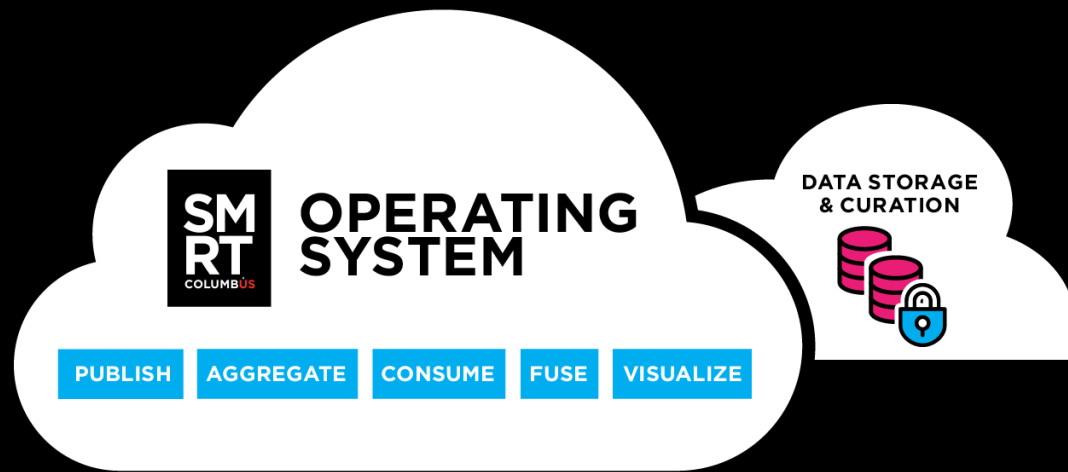 SM
RT
COLUMBUS
OPERATING
SYSTEM
PUBLISH
AGGREGATE
CONSUME
FUSE
VISUALIZE
DATA STORAGE
& CURATION